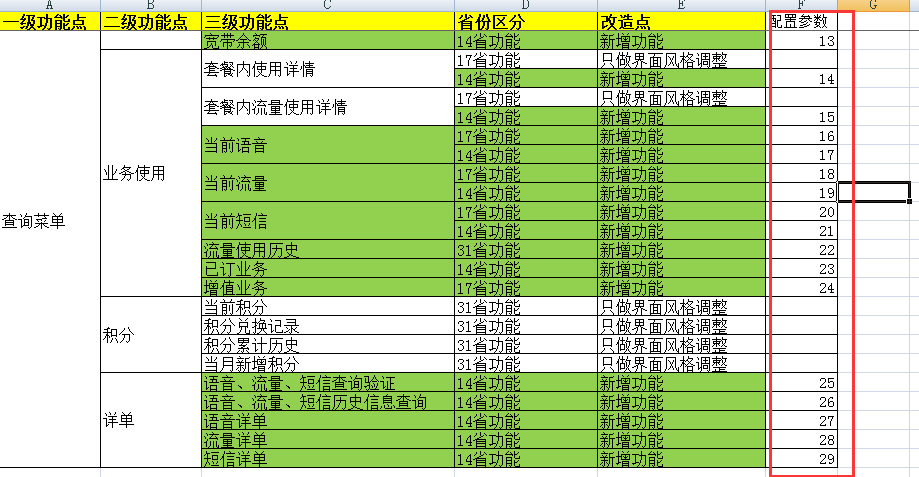 A B C D E F G
一级功能点 二级功能点 三级功能点 省份区分 改造点 配置参数
宽带余额 14省功能 新增功能 13
套餐内使用详情 17省功能 只做界面风格调整
14省功能 新增功能 14
套餐内流量使用详情 17省功能 只做界面风格调整
14省功能 新增功能 15
当前语音 17省功能 新增功能 16
14省功能 新增功能 17
业务使用
当前流量 17省功能 新增功能 18
14省功能 新增功能 19
查询菜单
当前短信 17省功能 新增功能 20
14省功能 新增功能 21
流量使用历史 31省功能 新增功能 22
已订业务 14省功能 新增功能 23
增值业务 17省功能 新增功能 24
积分
当前积分 31省功能 只做界面风格调整
积分兑换记录 31省功能 只做界面风格调整
积分累计历史 31省功能 只做界面风格调整
当月新增积分 31省功能 只做界面风格调整
详单
语音、流量、短信查询验证 14省功能 新增功能 25
语音、流量、短信历史信息查询 14省功能 新增功能 26
语音详单 14省功能 新增功能 27
流量详单 14省功能 新增功能 28
短信详单 14省功能 新增功能 29